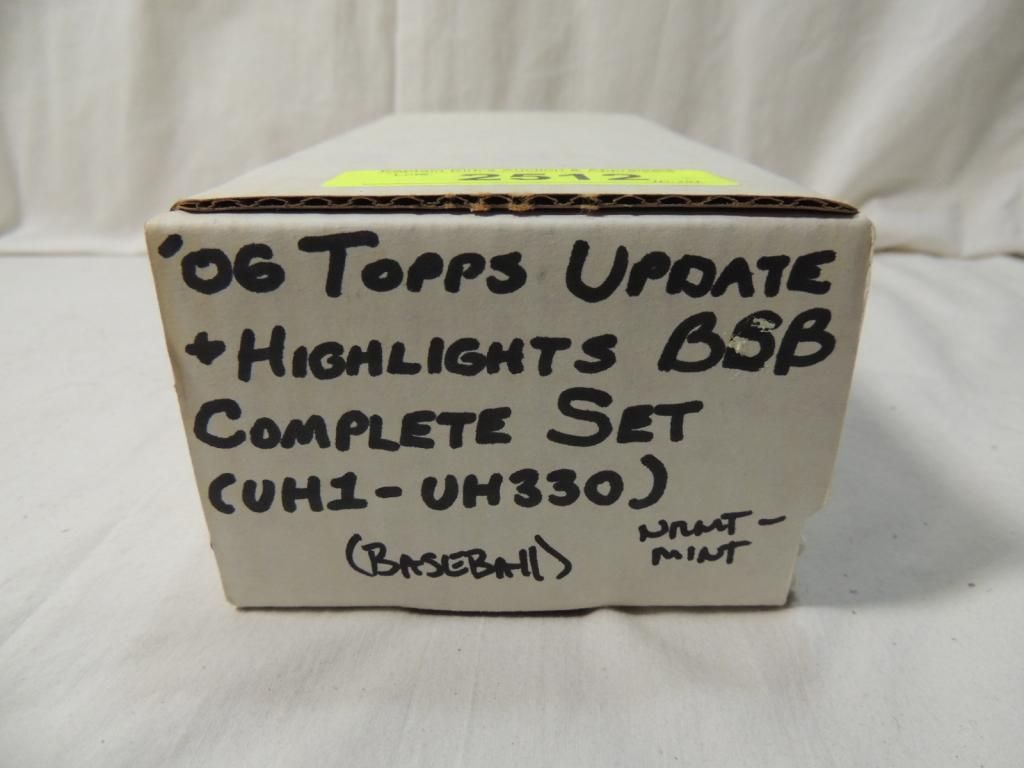 2512
'06 TOPPS UPDATE
+ HIGHLIGHTS BSB
COMPLETE SET
(UH1-UH330)
(BASEBALL)
NRMT-
MINT